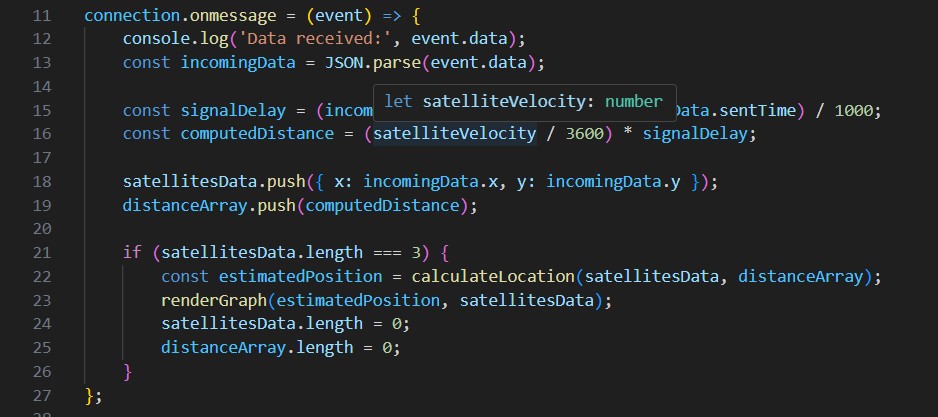 11 connection.onmessage = (event) => {
12 console.log('Data received:', event.data);
13 const incomingData = JSON.parse(event.data);
14
let satelliteVelocity: number
15 const signalDelay = (incom Data.sentTime) / 1000;
16 const computedDistance = (satelliteVelocity / 3600) * signalDelay;
17
18 satellitesData.push({ x: incomingData.x, y: incomingData.y });
19 distanceArray.push(computedDistance);
20
21 if (satellitesData.length === 3) {
22 const estimatedPosition = calculateLocation(satellitesData, distanceArray);
23 renderGraph(estimatedPosition, satellitesData);
24 satellitesData.length = 0;
25 distanceArray.length = 0;
26 }
27 };